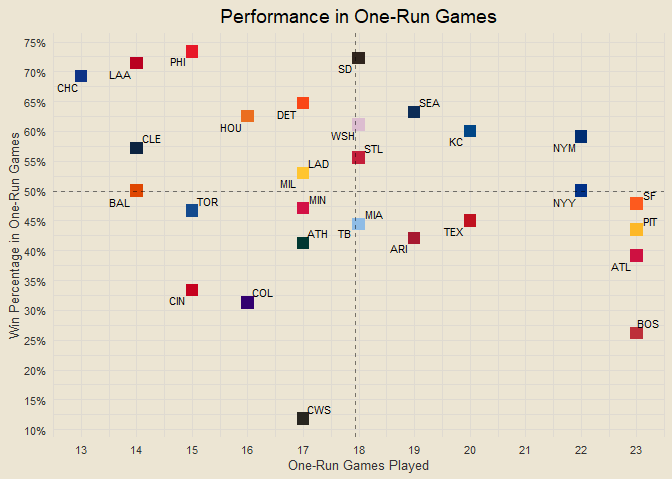 Performance in One-Run Games
Win Percentage in One-Run Games
75%
70%
65%
60%
55%
50%
45%
40%
35%
30%
25%
20%
15%
10%
PHI
SD
LAA
CHC
SEA
DET
HOU
WSH
KC
NYM
CLE
STL
LAD
MIL
BAL
NYY
SF
TOR
MIN
MIA
TB
TEX
PIT
ATH
ARI
ATL
CIN
COL
BOS
CWS
13
14
15
16
17
18
19
20
21
22
23
One-Run Games Played